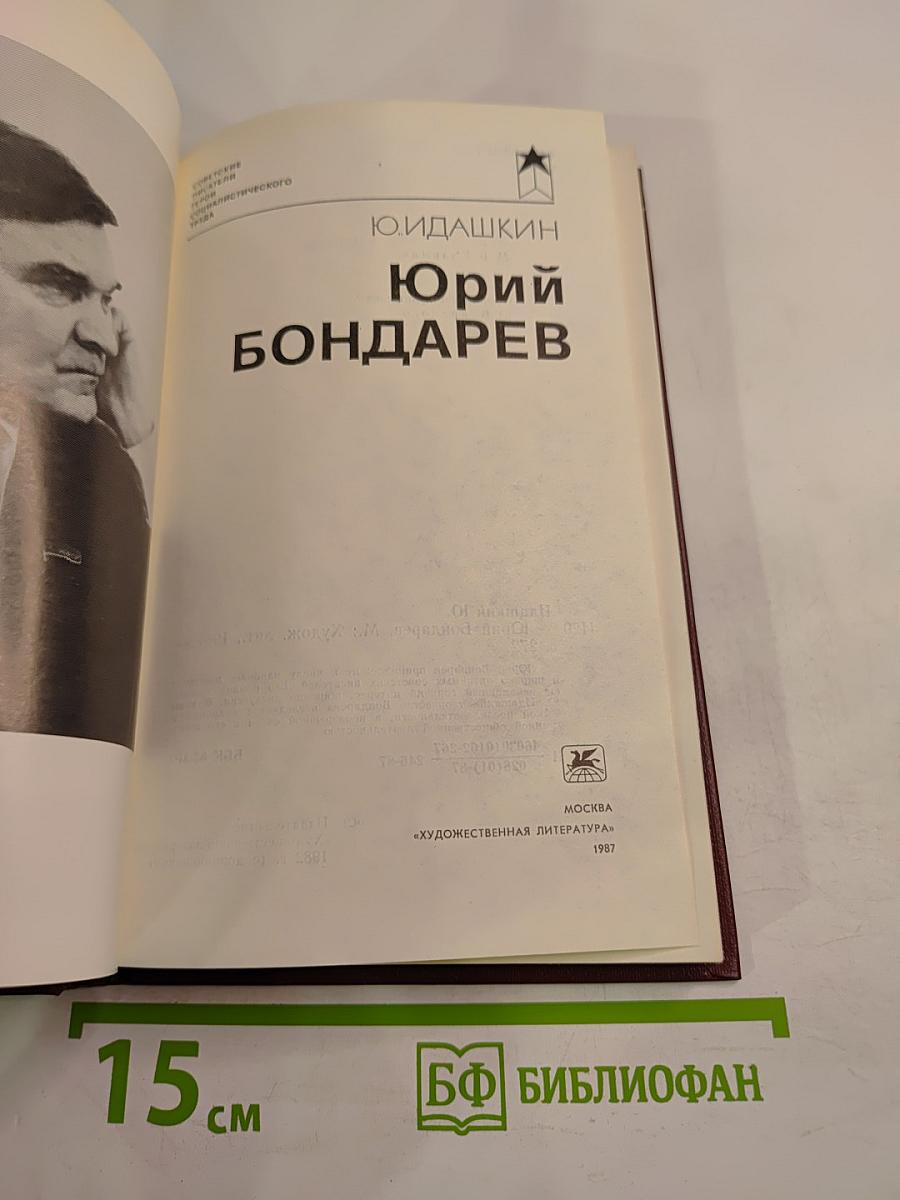 СОВЕТСКИЕ
ПИСАТЕЛИ
ГЕРОИ
СОЦИАЛИСТИЧЕСКОГО
ТРУДА
Ю.ИДАШКИН
Юрий
БОНДАРЕВ
МОСКВА
«ХУДОЖЕСТВЕННАЯ ЛИТЕРАТУРА»
1987
15 см
БФ БИБЛИОФАН